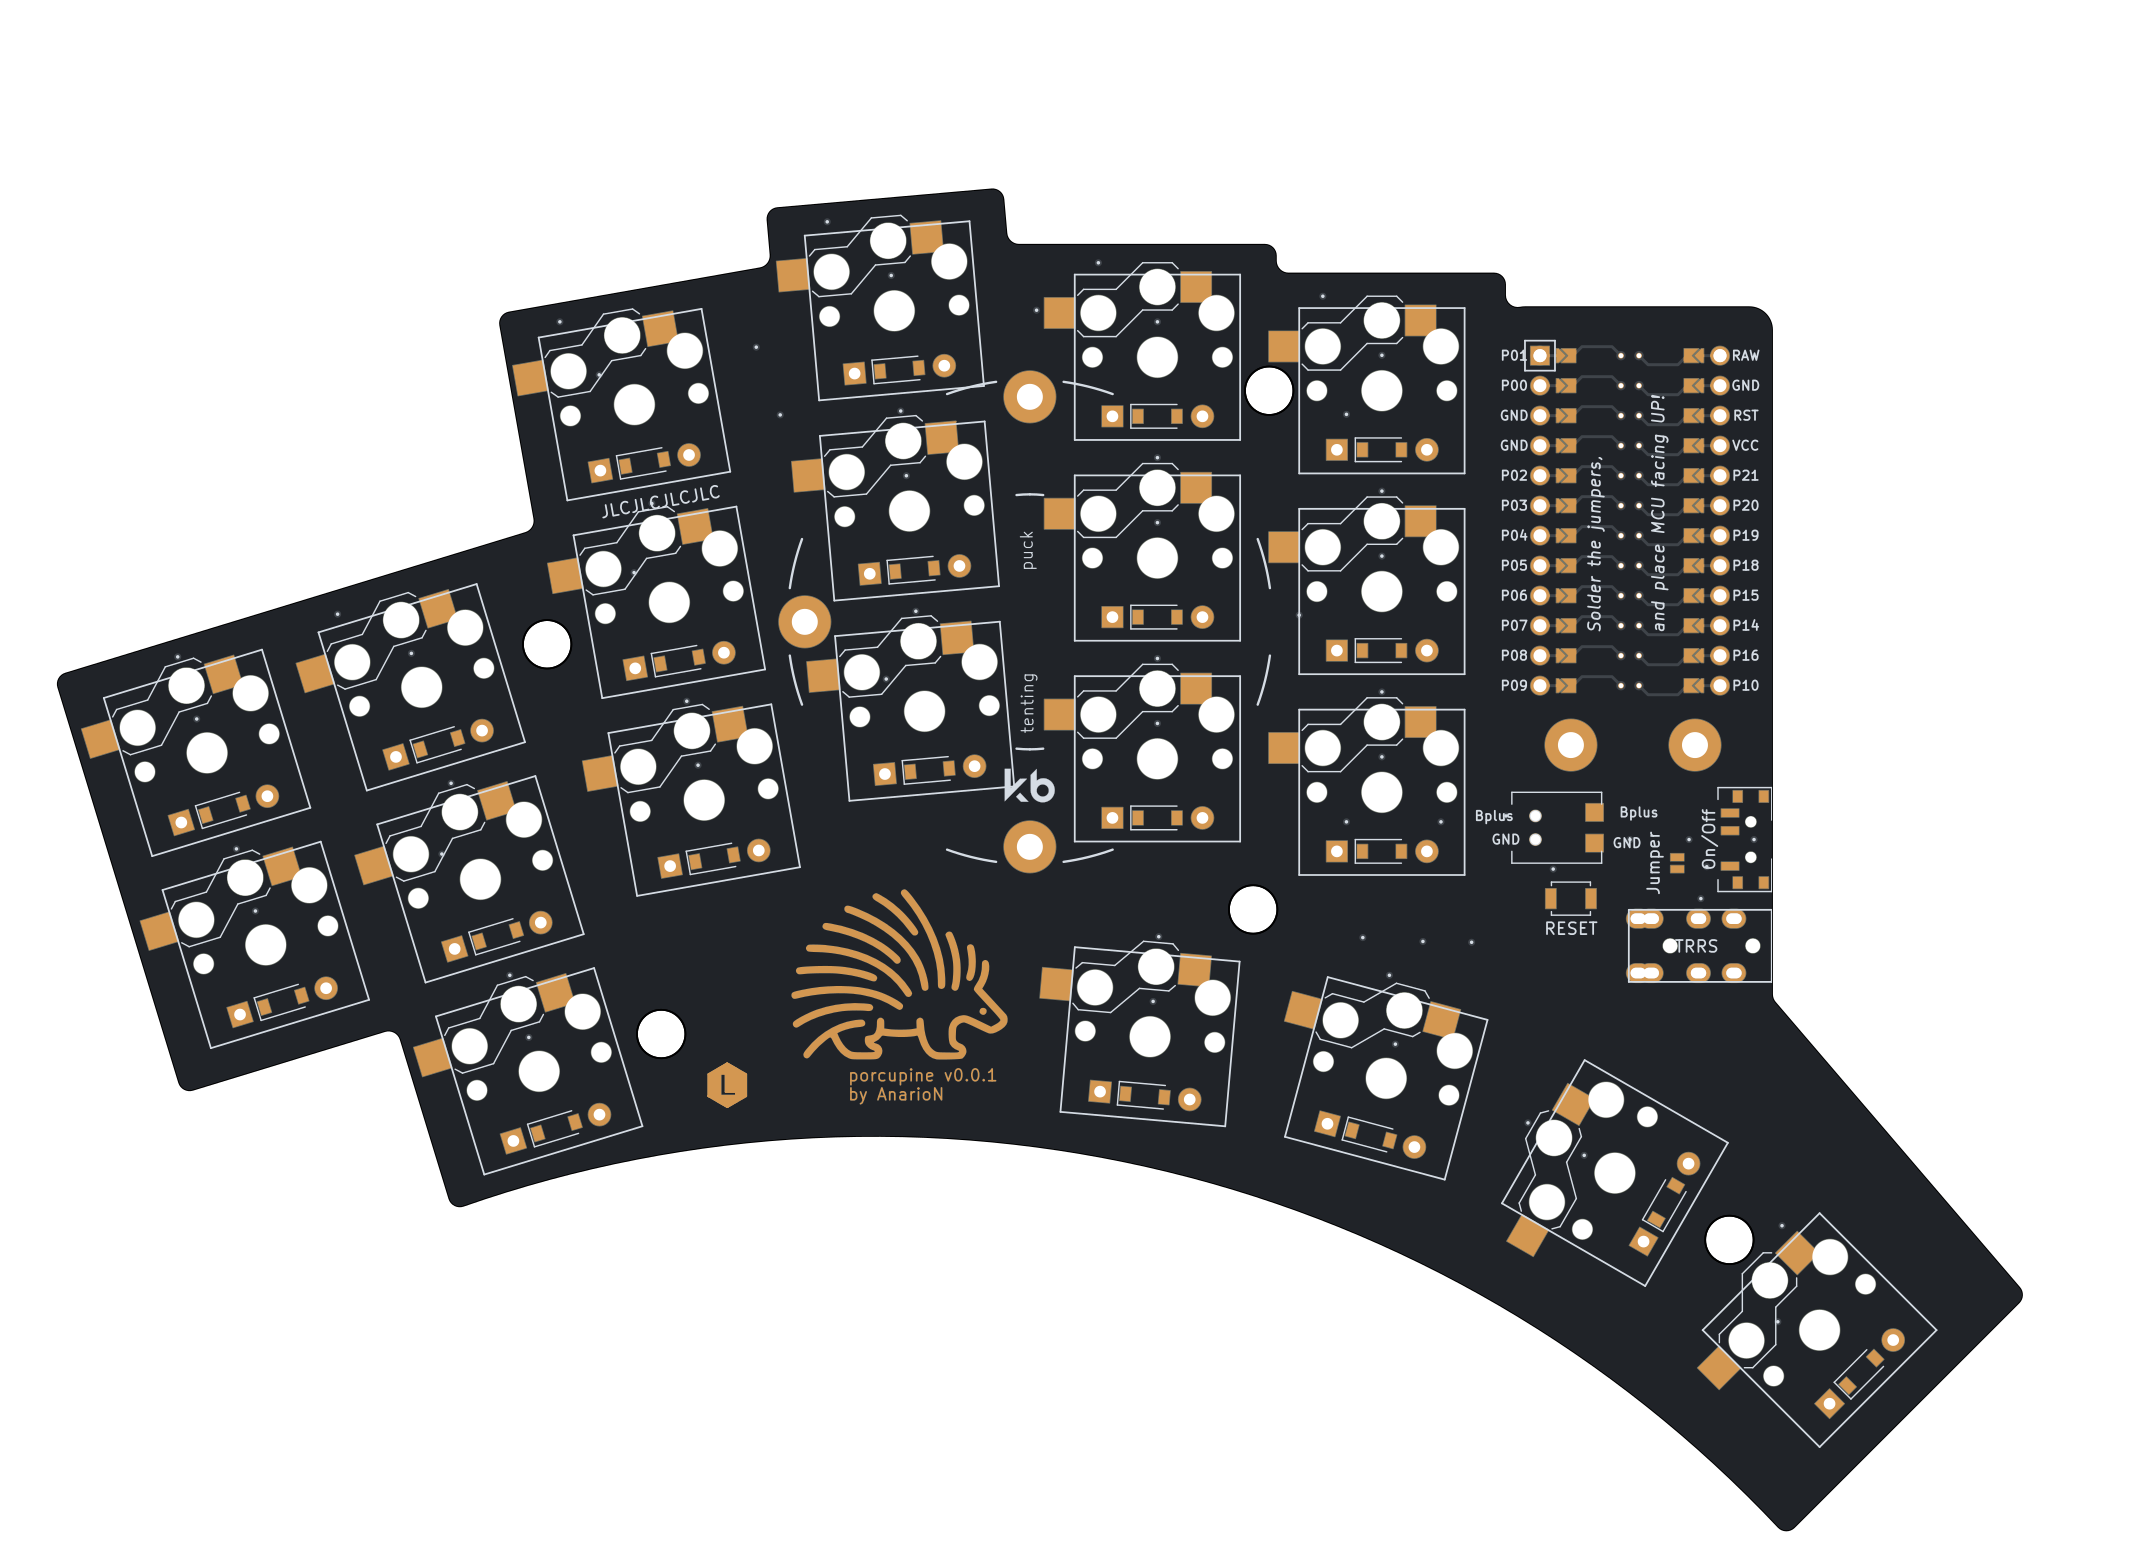 JLCJLCJLCJLC
puck
tenting
kb
P01
P00
GND
GND
P02
P03
P04
P05
P06
P07
P08
P09
Solder the jumpers,
and place MCU facing UP!
RAW
GND
RST
VCC
P21
P20
P19
P18
P15
P14
P16
P10
Bplus
GND
Bplus
GND
Jumper
On/Off
RESET
TRRS
L
porcupine v0.0.1
by AnarioN